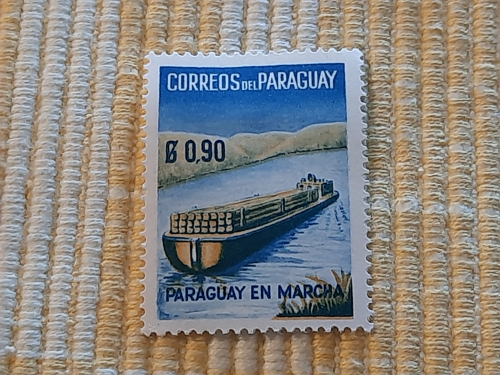 CORREOS DEL PARAGUAY
₲ 0,90
PARAGUAY EN MARCHA